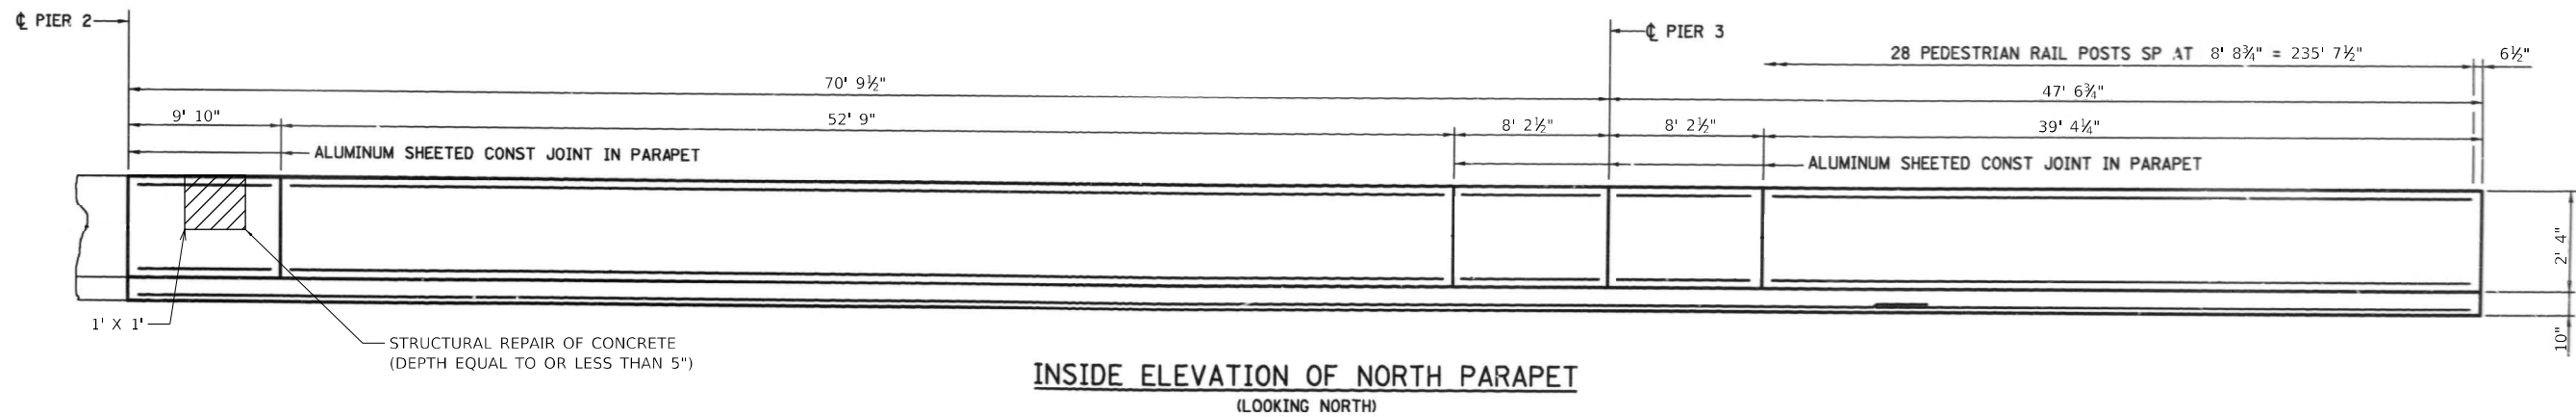 ℄ PIER 2
℄ PIER 3
28 PEDESTRIAN RAIL POSTS SP AT 8' 8¾" = 235' 7½"
6½"
70' 9½"
47' 6¾"
9' 10"
52' 9"
8' 2½"
8' 2½"
39' 4¼"
ALUMINUM SHEETED CONST JOINT IN PARAPET
ALUMINUM SHEETED CONST JOINT IN PARAPET
2' 4"
10"
1' X 1'
STRUCTURAL REPAIR OF CONCRETE
(DEPTH EQUAL TO OR LESS THAN 5")
INSIDE ELEVATION OF NORTH PARAPET
(LOOKING NORTH)